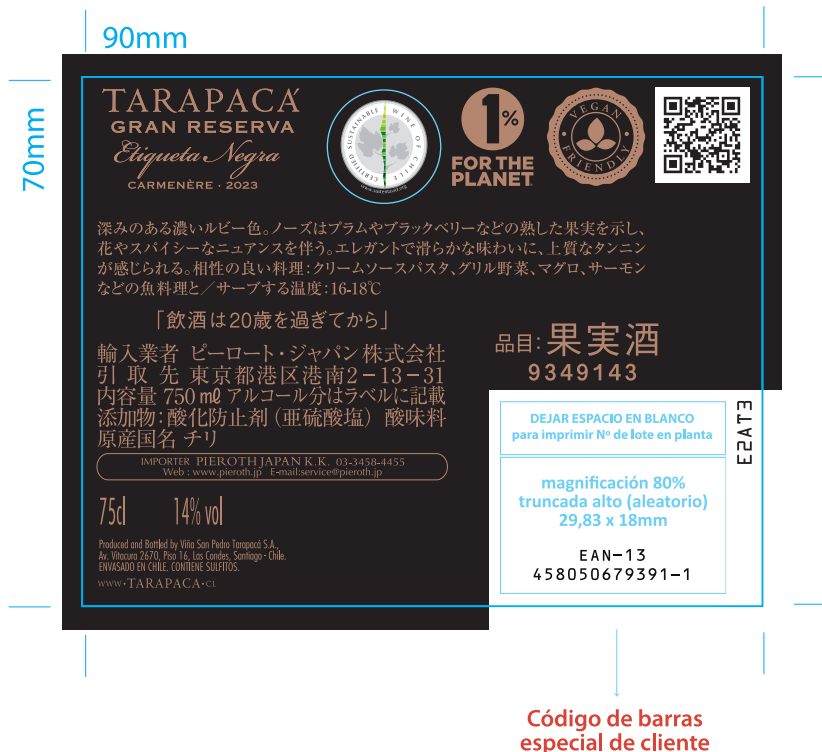 90mm
70mm
TARAPACÁ
GRAN RESERVA
Etiqueta Negra
CARMENÈRE · 2023
CERTIFIED SUSTAINABLE WINE OF CHILE
1%
FOR THE
PLANET
VEGAN
FRIENDLY
深みのある濃いルビー色。ノーズはプラムやブラックベリーなどの熟した果実を示し、
花やスパイシーなニュアンスを伴う。エレガントで滑らかな味わいに、上質なタンニン
が感じられる。相性の良い料理:クリームソースパスタ、グリル野菜、マグロ、サーモン
などの魚料理と/サーブする温度:16-18℃
「飲酒は20歳を過ぎてから」
輸入業者 ピーロート・ジャパン株式会社
引取先 東京都港区港南2-13-31
内容量 750㎖ アルコール分はラベルに記載
添加物:酸化防止剤(亜硫酸塩) 酸味料
原産国名 チリ
品目:果実酒
9349143
IMPORTER PIEROTH JAPAN K.K. 03-3458-4455
Web : www.pieroth.jp E-mail:service@pieroth.jp
75cl 14% vol
Produced and Bottled by Viña San Pedro Tarapacá S.A.,
Av. Vitacura 2670, Piso 16, Las Condes, Santiago - Chile.
ENVASADO EN CHILE. CONTIENE SULFITOS.
WWW·TARAPACA·CL
DEJAR ESPACIO EN BLANCO
para imprimir Nº de lote en planta
E2AT3
magnificación 80%
truncada alto (aleatorio)
29,83 x 18mm
EAN-13
458050679391-1
Código de barras
especial de cliente